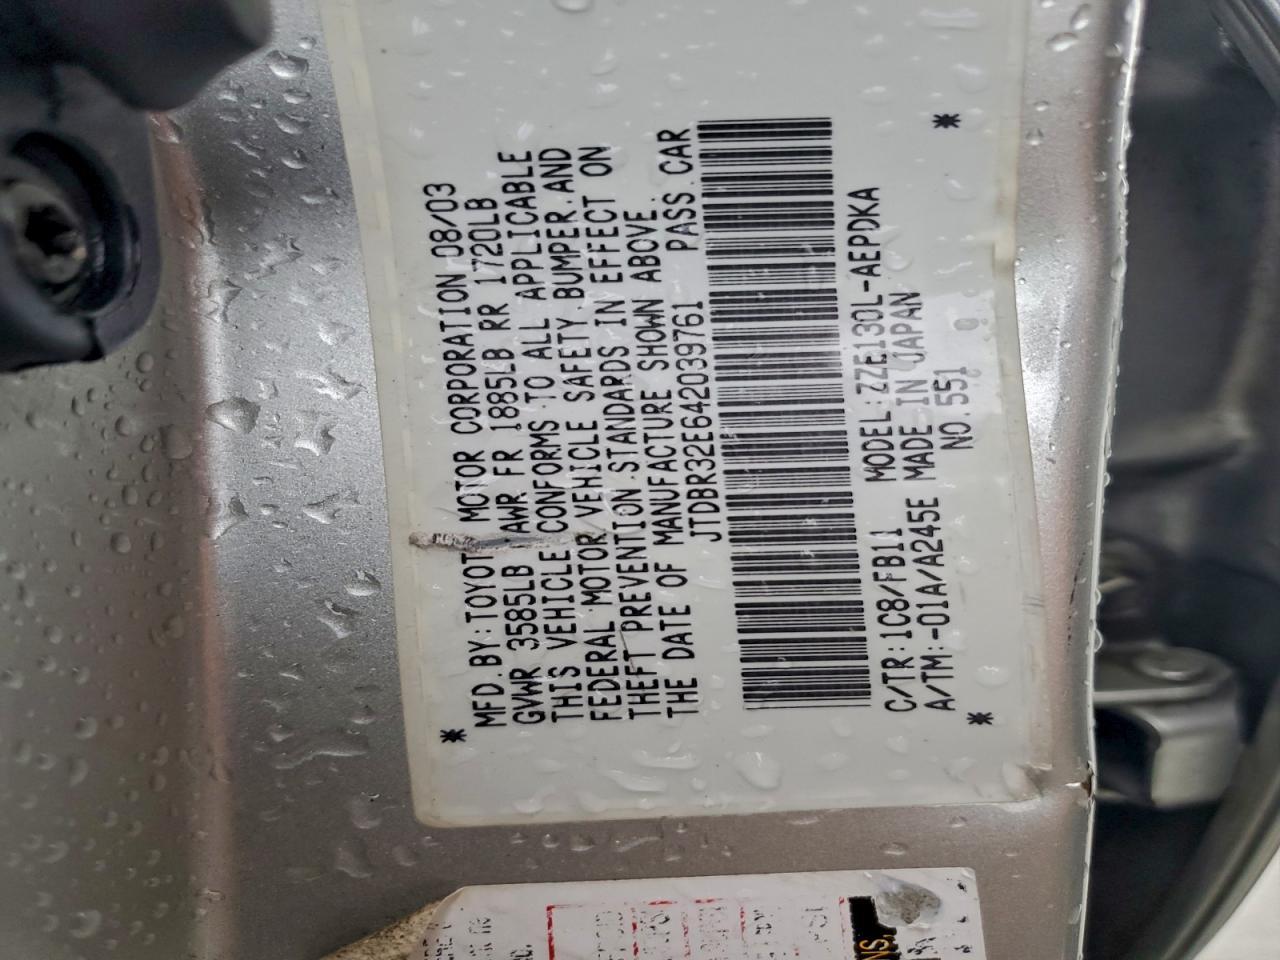 *
MFD.BY:TOYOT MOTOR CORPORATION 08/03
GVWR 3585LB AWR FR 1885LB RR 1720LB
THIS VEHICLE CONFORMS TO ALL APPLICABLE
FEDERAL MOTOR VEHICLE SAFETY,BUMPER,AND
THEFT PREVENTION STANDARDS IN EFFECT ON
THE DATE OF MANUFACTURE SHOWN ABOVE.
JTDBR32E642039761 PASS.CAR
C/TR:1C8/FB11 MODEL:ZZE130L-AEPDKA
A/TM:-01A/A245E MADE IN JAPAN
* NO.551 *